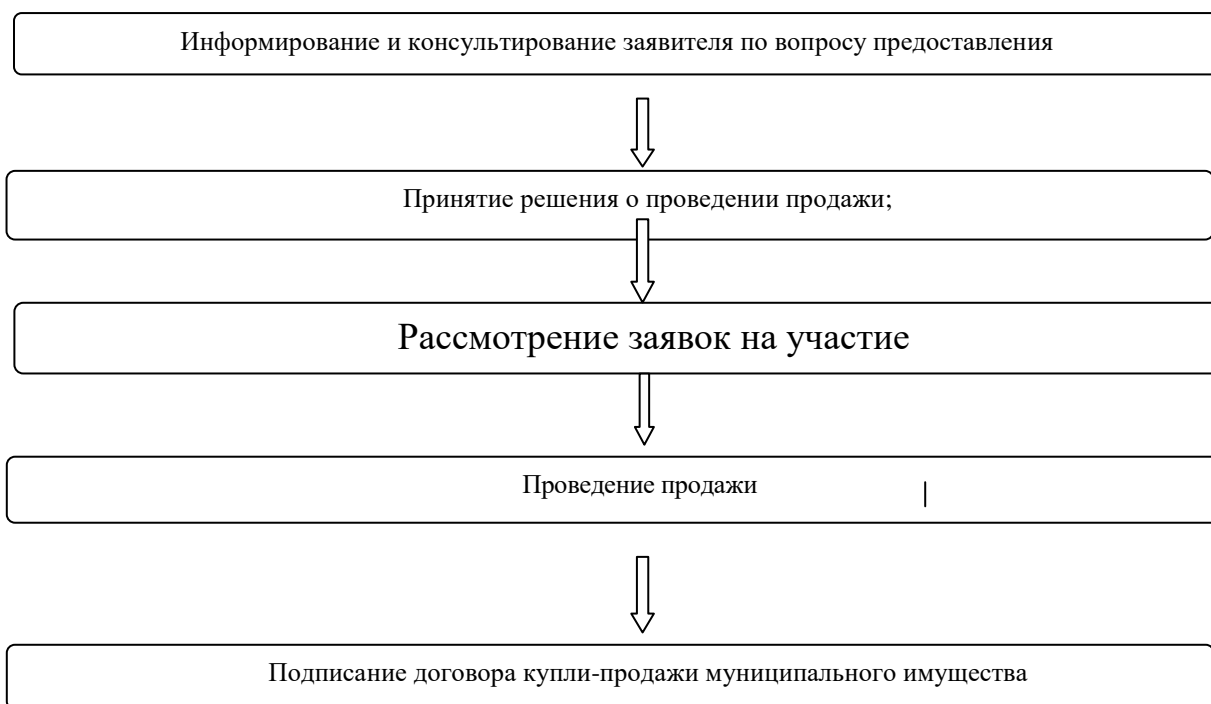 Информирование и консультирование заявителя по вопросу предоставления
Принятие решения о проведении продажи;
Рассмотрение заявок на участие
Проведение продажи
Подписание договора купли-продажи муниципального имущества